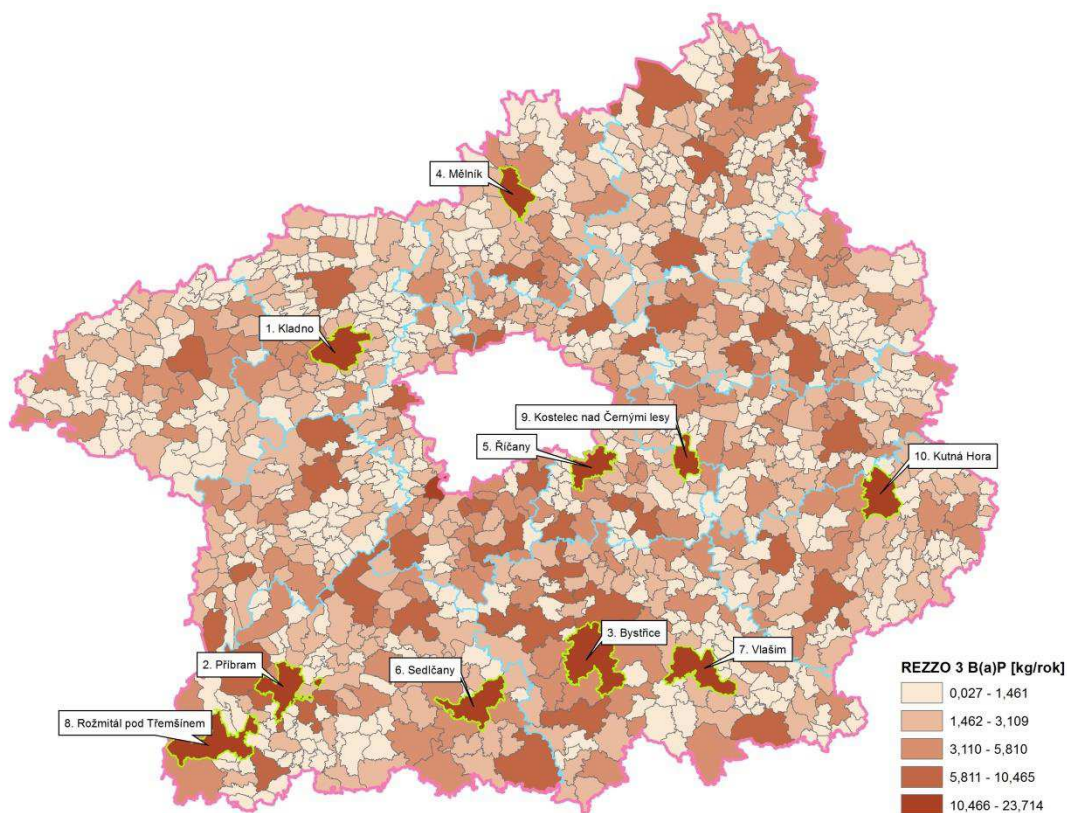 4. Mělník
1. Kladno
9. Kostelec nad Černými lesy
5. Říčany
10. Kutná Hora
3. Bystřice
7. Vlašim
2. Příbram
6. Sedlčany
8. Rožmitál pod Třemšínem
REZZO 3 B(a)P [kg/rok]
0,027 - 1,461
1,462 - 3,109
3,110 - 5,810
5,811 - 10,465
10,466 - 23,714